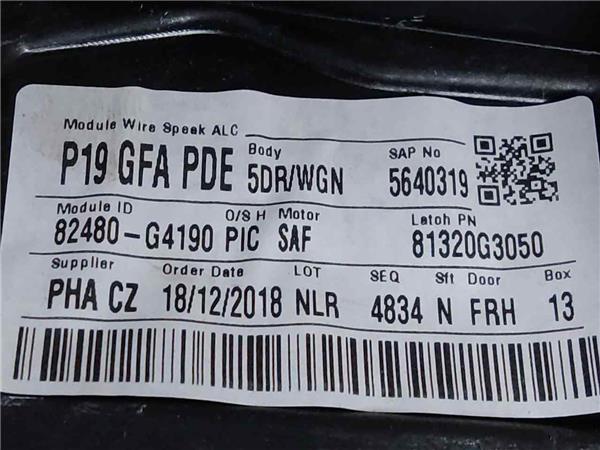 Module Wire Speak ALC Body SAP No
P19 GFA PDE 5DR/WGN 5640319
Module ID O/S H Motor Latch PN
82480-G4190 PIC SAF 81320G3050
Supplier Order Date LOT SEQ Sft Door Box
PHA CZ 18/12/2018 NLR 4834 N FRH 13